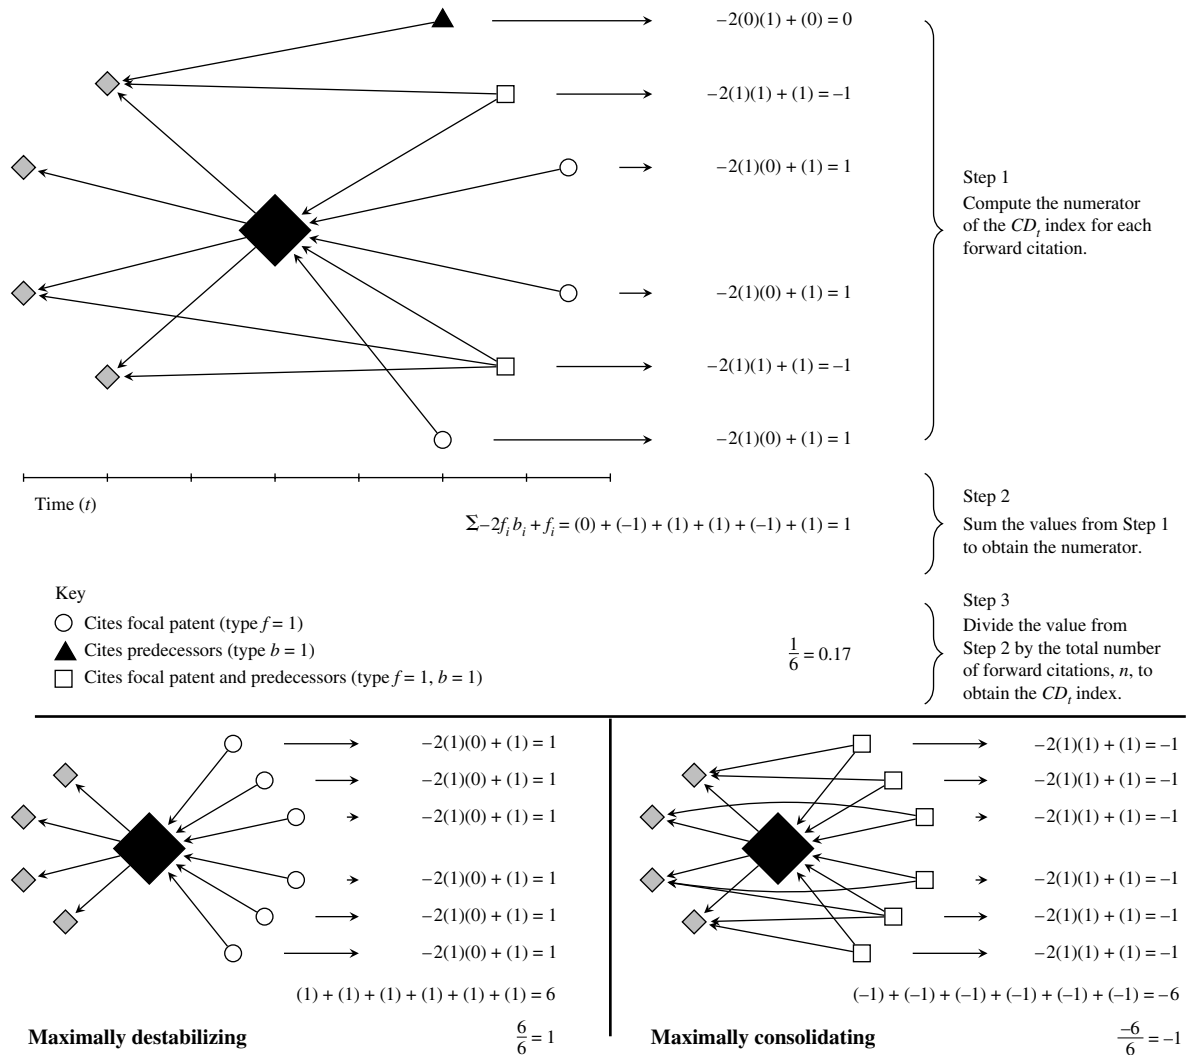 –2(0)(1) + (0) = 0
–2(1)(1) + (1) = –1
–2(1)(0) + (1) = 1
–2(1)(0) + (1) = 1
–2(1)(1) + (1) = –1
–2(1)(0) + (1) = 1
Step 1
Compute the numerator
of the CDt index for each
forward citation.
Time (t)
Σ–2fi bi + fi = (0) + (–1) + (1) + (1) + (–1) + (1) = 1
Step 2
Sum the values from Step 1
to obtain the numerator.
Key
Cites focal patent (type f = 1)
Cites predecessors (type b = 1)
Cites focal patent and predecessors (type f = 1, b = 1)
1/6 = 0.17
Step 3
Divide the value from
Step 2 by the total number
of forward citations, n, to
obtain the CDt index.
–2(1)(0) + (1) = 1
–2(1)(0) + (1) = 1
–2(1)(0) + (1) = 1
–2(1)(0) + (1) = 1
–2(1)(0) + (1) = 1
–2(1)(0) + (1) = 1
(1) + (1) + (1) + (1) + (1) + (1) = 6
Maximally destabilizing
6/6 = 1
–2(1)(1) + (1) = –1
–2(1)(1) + (1) = –1
–2(1)(1) + (1) = –1
–2(1)(1) + (1) = –1
–2(1)(1) + (1) = –1
–2(1)(1) + (1) = –1
(–1) + (–1) + (–1) + (–1) + (–1) + (–1) = –6
Maximally consolidating
–6/6 = –1